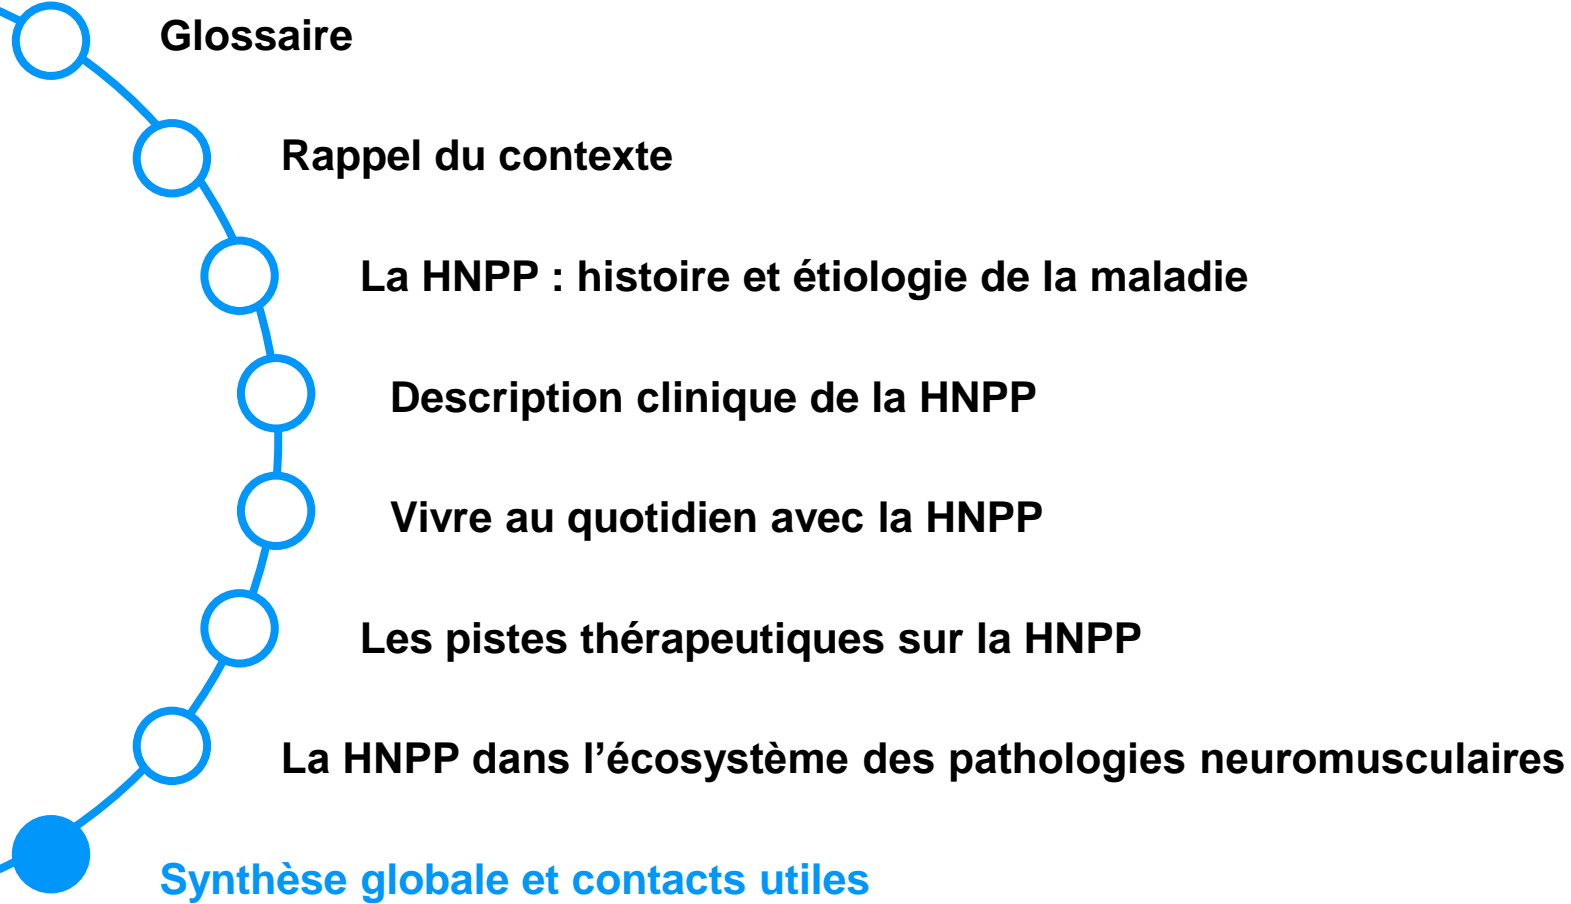 Glossaire
Rappel du contexte
La HNPP : histoire et étiologie de la maladie
Description clinique de la HNPP
Vivre au quotidien avec la HNPP
Les pistes thérapeutiques sur la HNPP
La HNPP dans l’écosystème des pathologies neuromusculaires
Synthèse globale et contacts utiles